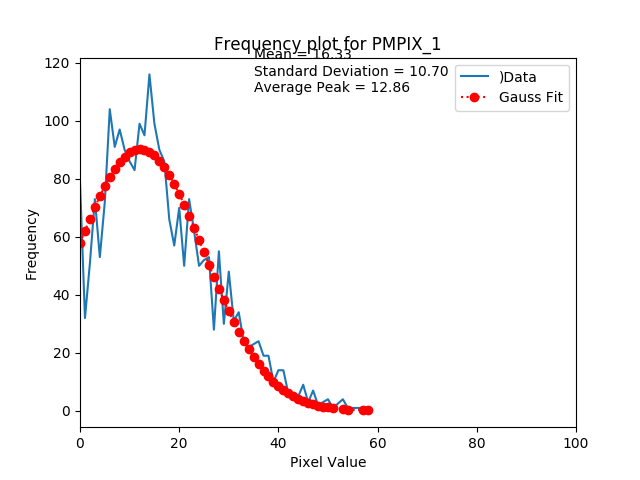 Frequency plot for PMPIX_1
Mean = 16.33
Standard Deviation = 10.70
Average Peak = 12.86
)Data
Gauss Fit
Frequency
120
100
80
60
40
20
0
0 20 40 60 80 100
Pixel Value